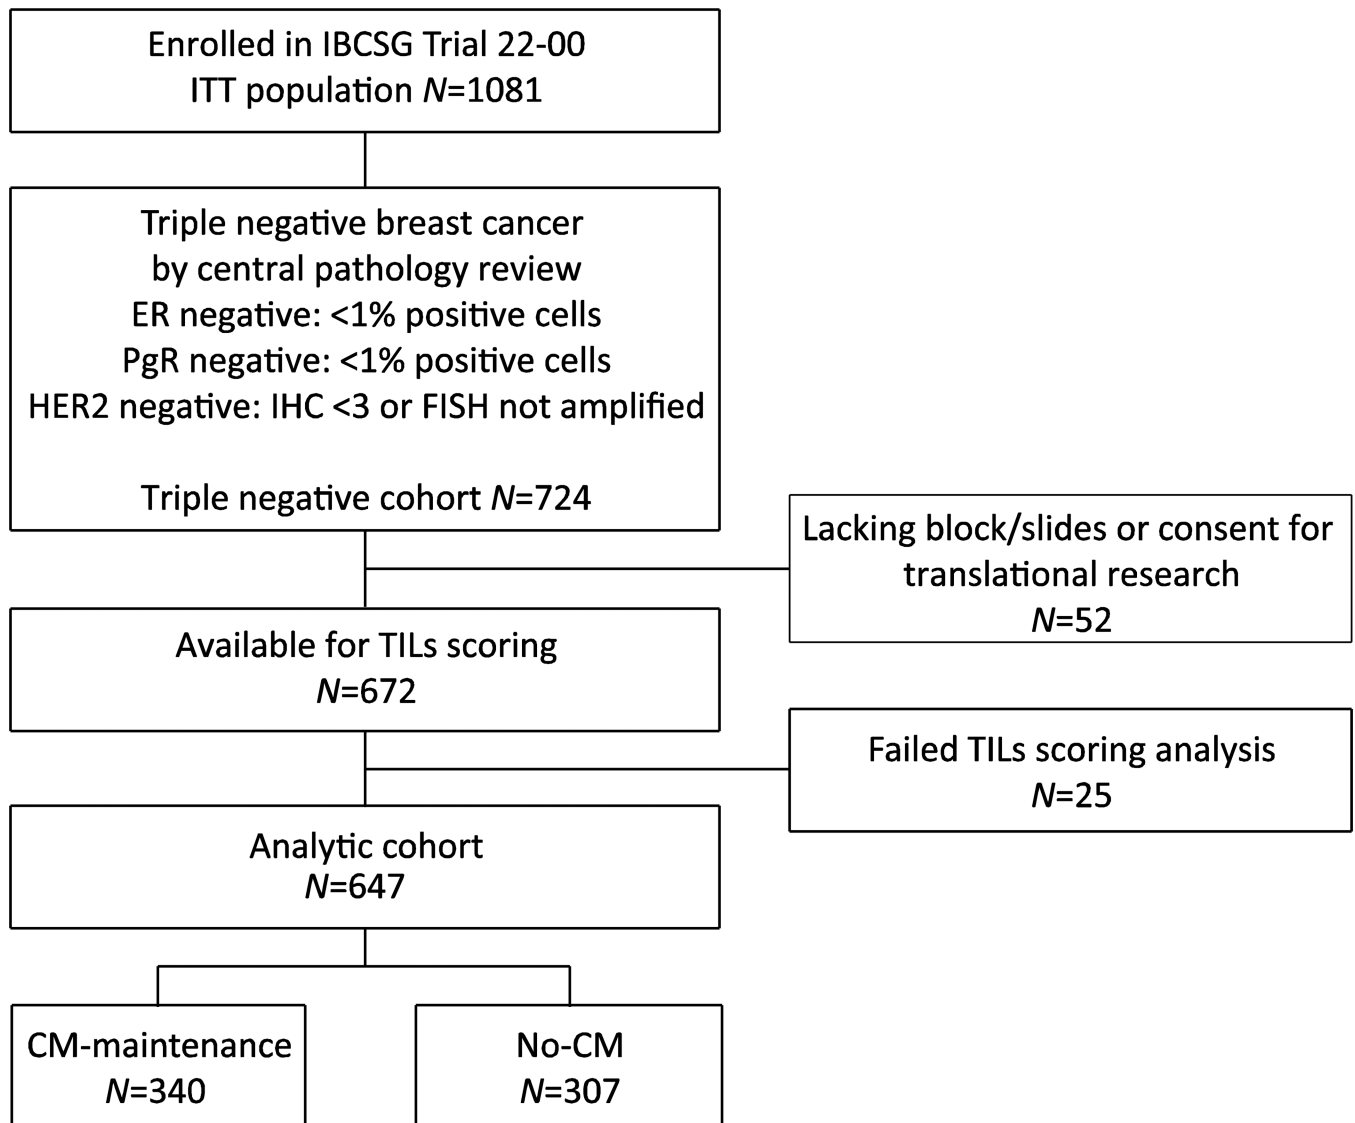 Enrolled in IBCSG Trial 22-00
ITT population N=1081
Triple negative breast cancer
by central pathology review
ER negative: <1% positive cells
PgR negative: <1% positive cells
HER2 negative: IHC <3 or FISH not amplified
Triple negative cohort N=724
Lacking block/slides or consent for
translational research
N=52
Available for TILs scoring
N=672
Failed TILs scoring analysis
N=25
Analytic cohort
N=647
CM-maintenance
N=340
No-CM
N=307